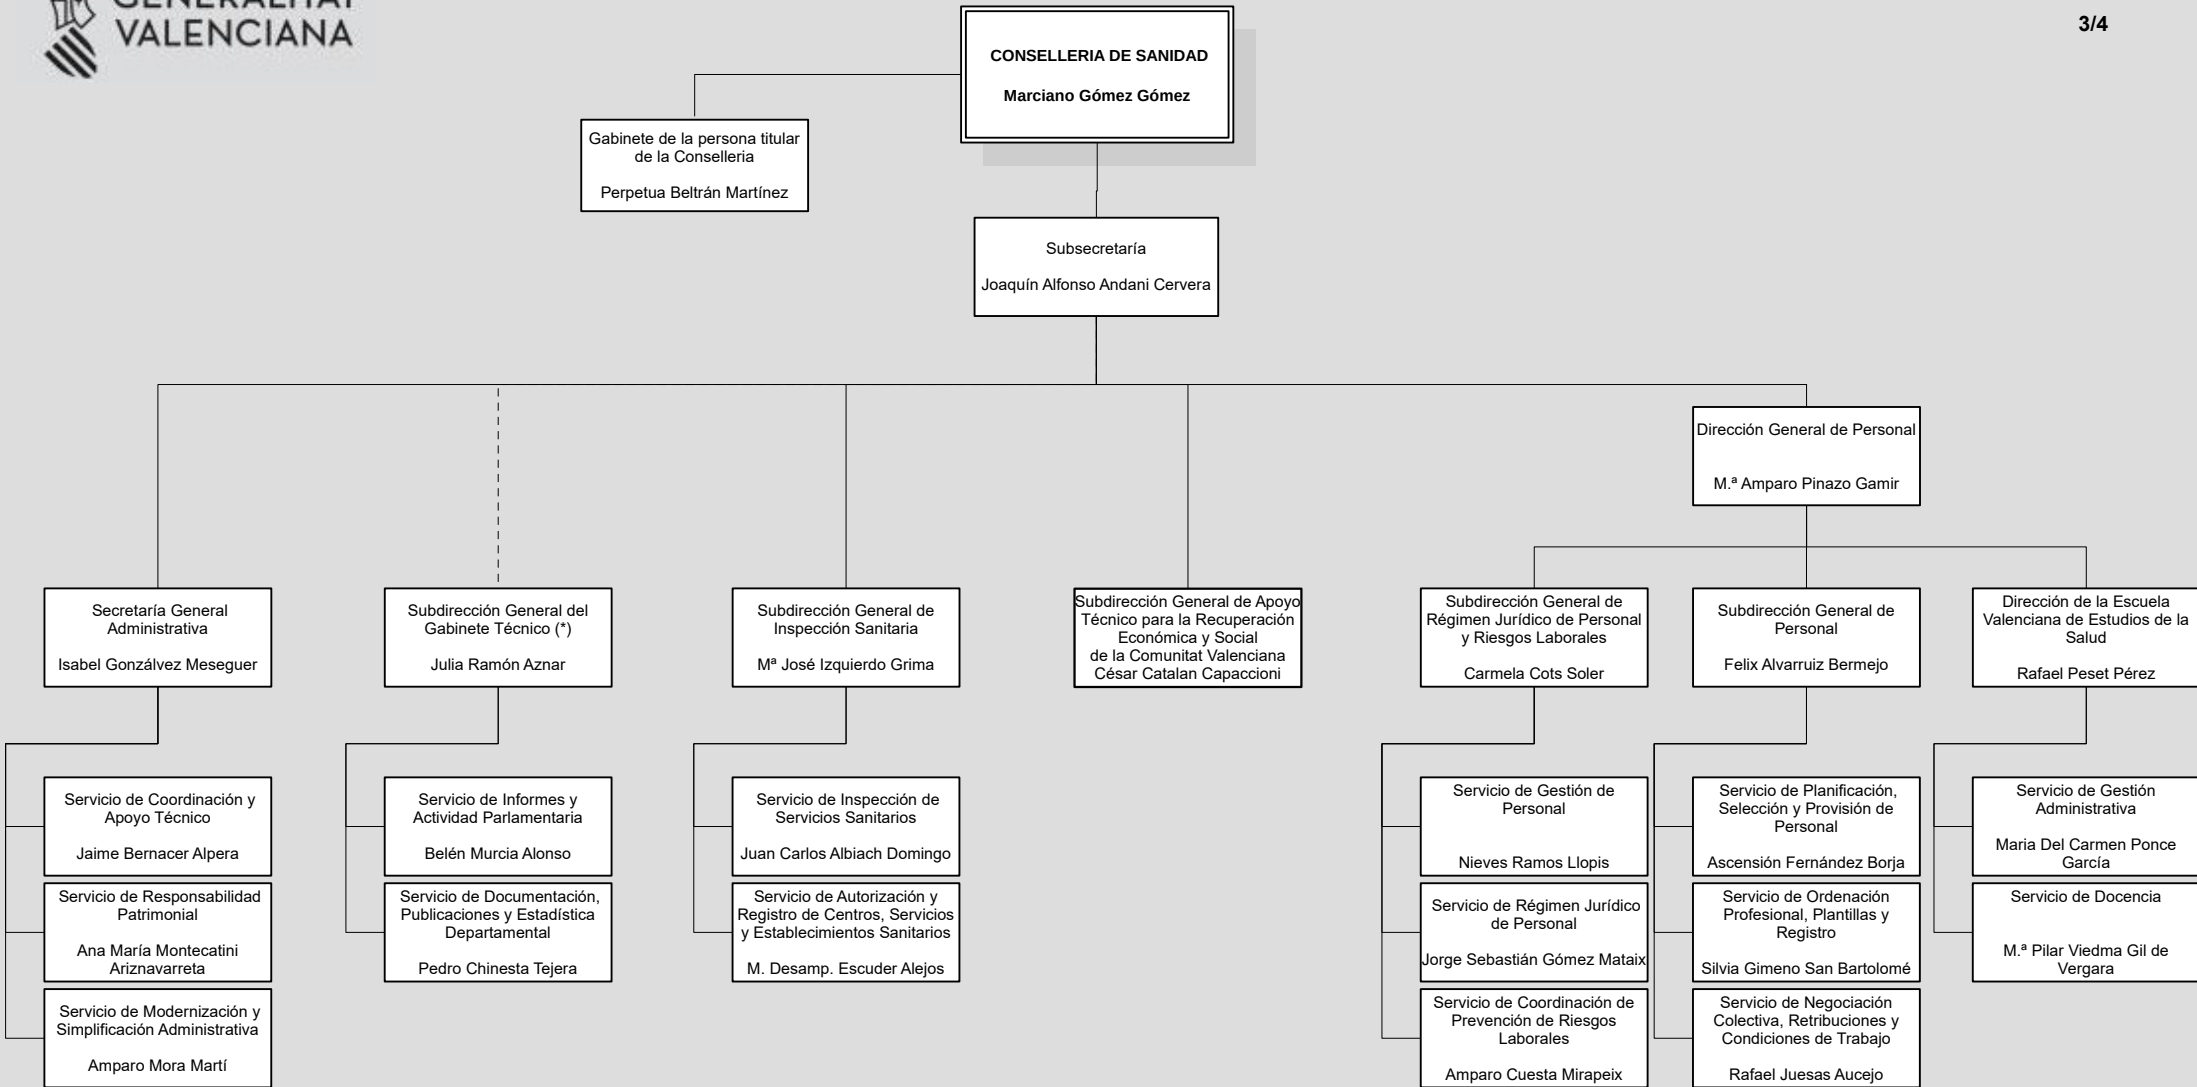 GENERALITAT
VALENCIANA
3/4
CONSELLERIA DE SANIDAD
Marciano Gómez Gómez
Gabinete de la persona titular
de la Conselleria
Perpetua Beltrán Martínez
Subsecretaría
Joaquín Alfonso Andani Cervera
Dirección General de Personal
M.ª Amparo Pinazo Gamir
Secretaría General
Administrativa
Isabel Gonzálvez Meseguer
Subdirección General del
Gabinete Técnico (*)
Julia Ramón Aznar
Subdirección General de
Inspección Sanitaria
Mª José Izquierdo Grima
Subdirección General de Apoyo
Técnico para la Recuperación
Económica y Social
de la Comunitat Valenciana
César Catalan Capaccioni
Subdirección General de
Régimen Jurídico de Personal
y Riesgos Laborales
Carmela Cots Soler
Subdirección General de
Personal
Felix Alvarruiz Bermejo
Dirección de la Escuela
Valenciana de Estudios de la
Salud
Rafael Peset Pérez
Servicio de Coordinación y
Apoyo Técnico
Jaime Bernacer Alpera
Servicio de Responsabilidad
Patrimonial
Ana María Montecatini
Ariznavarreta
Servicio de Modernización y
Simplificación Administrativa
Amparo Mora Martí
Servicio de Informes y
Actividad Parlamentaria
Belén Murcia Alonso
Servicio de Documentación,
Publicaciones y Estadística
Departamental
Pedro Chinesta Tejera
Servicio de Inspección de
Servicios Sanitarios
Juan Carlos Albiach Domingo
Servicio de Autorización y
Registro de Centros, Servicios
y Establecimientos Sanitarios
M. Desamp. Escuder Alejos
Servicio de Gestión de
Personal
Nieves Ramos Llopis
Servicio de Régimen Jurídico
de Personal
Jorge Sebastián Gómez Mataix
Servicio de Coordinación de
Prevención de Riesgos
Laborales
Amparo Cuesta Mirapeix
Servicio de Planificación,
Selección y Provisión de
Personal
Ascensión Fernández Borja
Servicio de Ordenación
Profesional, Plantillas y
Registro
Silvia Gimeno San Bartolomé
Servicio de Negociación
Colectiva, Retribuciones y
Condiciones de Trabajo
Rafael Juesas Aucejo
Servicio de Gestión
Administrativa
Maria Del Carmen Ponce
García
Servicio de Docencia
M.ª Pilar Viedma Gil de
Vergara